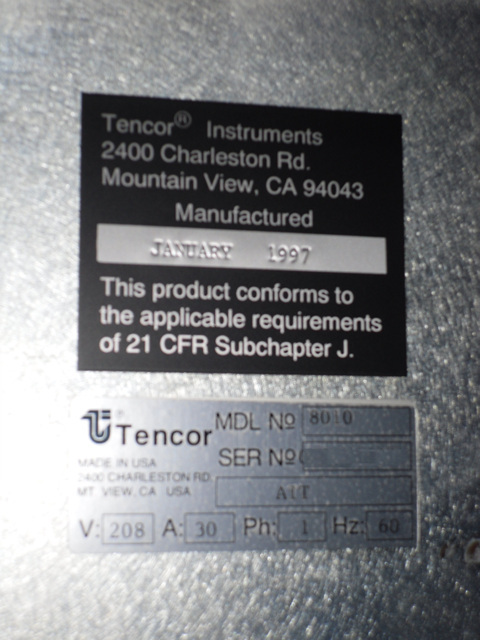 Tencor® Instruments
2400 Charleston Rd.
Mountain View, CA 94043
Manufactured
JANUARY 1997
This product conforms to
the applicable requirements
of 21 CFR Subchapter J.
Tencor MDL Nº 8010
SER Nº
MADE IN USA
2400 CHARLESTON RD.
MT. VIEW, CA USA
AIT
V: 208 A: 30 Ph: 1 Hz: 60